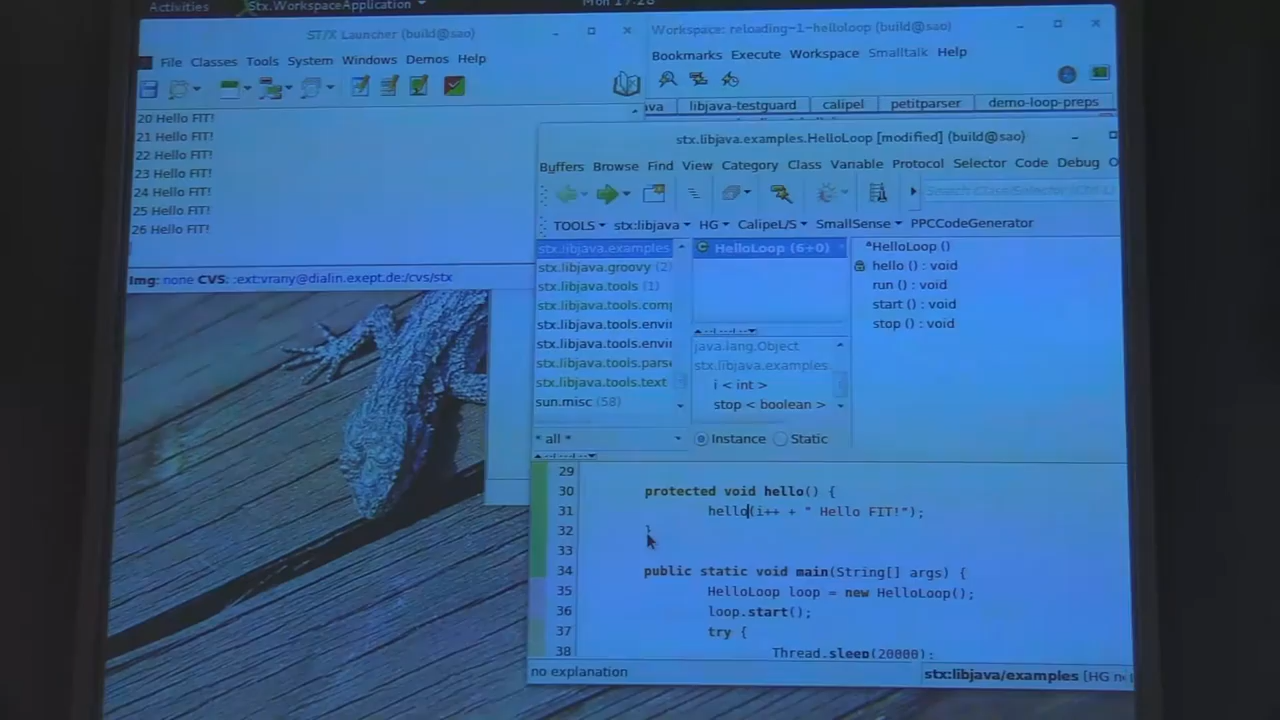 Activities Stx.WorkspaceApplication
ST/X Launcher (build@sao)
File Classes Tools System Windows Demos Help
20 Hello FIT!
21 Hello FIT!
22 Hello FIT!
23 Hello FIT!
24 Hello FIT!
25 Hello FIT!
26 Hello FIT!
Img: none CVS: :ext:vrany@dialin.exept.de:/cvs/stx
Workspace: reloading-1-helloloop (build@sao)
Bookmarks Execute Workspace Smalltalk Help
ava libjava-testguard calipel petitparser demo-loop-preps
stx.libjava.examples.HelloLoop [modified] (build@sao)
Buffers Browse Find View Category Class Variable Protocol Selector Code Debug O
TOOLS stx:libjava HG CalipeL/S SmallSense PPCCodeGenerator
stx.libjava.examples
stx.libjava.groovy (2)
stx.libjava.tools (1)
stx.libjava.tools.comp
stx.libjava.tools.envir
stx.libjava.tools.envir
stx.libjava.tools.parse
stx.libjava.tools.text
sun.misc (58)
* all *
HelloLoop (6+0)
java.lang.Object
stx.libjava.examples.
i < int >
stop < boolean >
Instance Static
HelloLoop ()
hello () : void
run () : void
start () : void
stop () : void
29
30 protected void hello() {
31 hello(i++ + " Hello FIT!");
32 }
33
34 public static void main(String[] args) {
35 HelloLoop loop = new HelloLoop();
36 loop.start();
37 try {
38 Thread.sleep(20000);
no explanation
stx:libjava/examples [HG